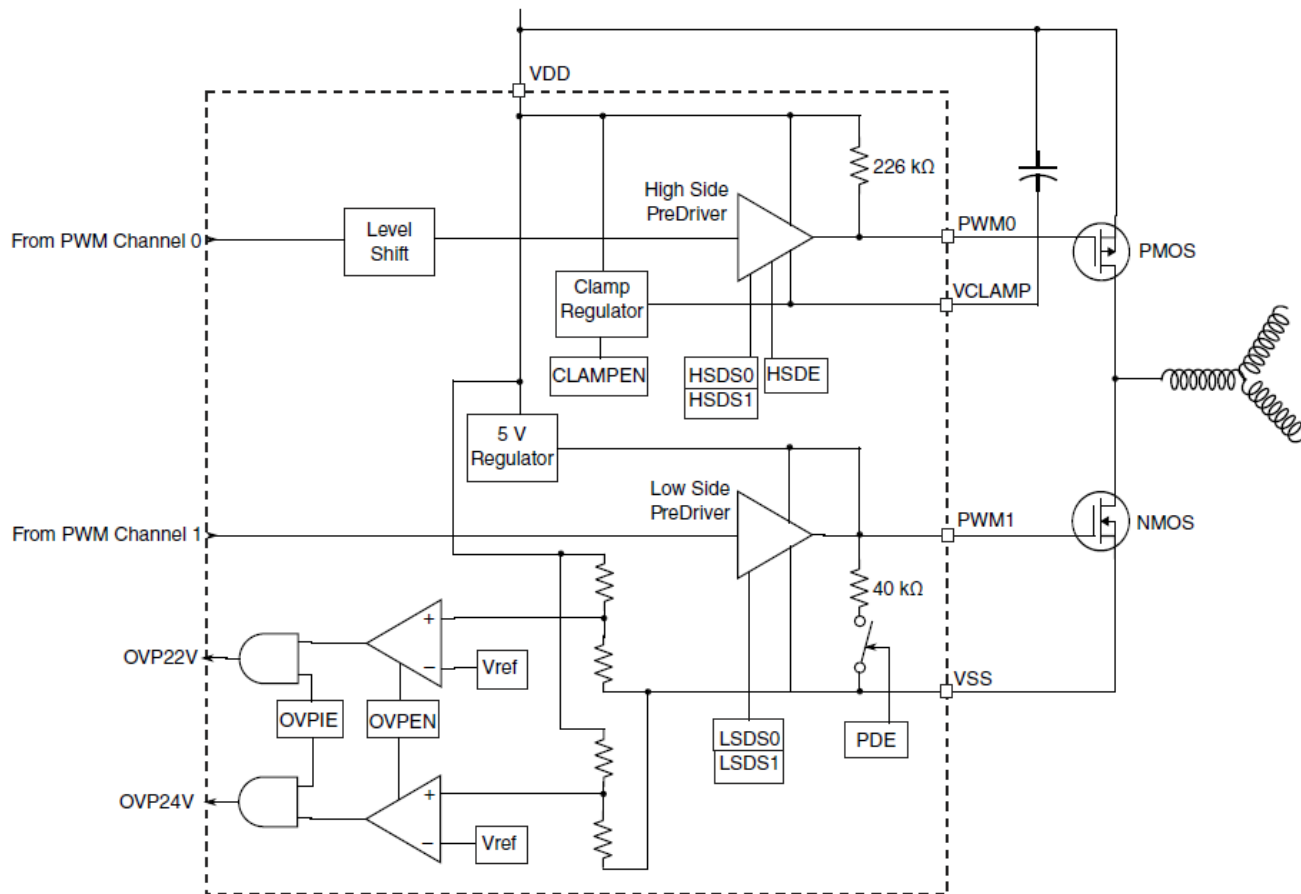 VDD
226 kΩ
High Side
PreDriver
From PWM Channel 0
Level
Shift
PWM0
PMOS
Clamp
Regulator
VCLAMP
CLAMPEN
HSDS0
HSDE
HSDS1
5 V
Regulator
Low Side
PreDriver
From PWM Channel 1
PWM1
NMOS
40 kΩ
+
OVP22V
−
Vref
VSS
OVPIE
OVPEN
LSDS0
PDE
LSDS1
+
OVP24V
−
Vref